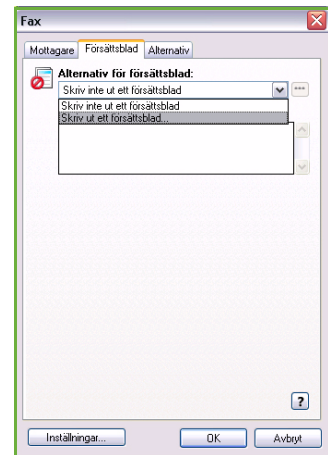 Fax
Mottagare Försättsblad Alternativ
Alternativ för försättsblad:
Skriv inte ut ett försättsblad
Skriv inte ut ett försättsblad
Skriv ut ett försättsblad...
?
Inställningar... OK Avbryt